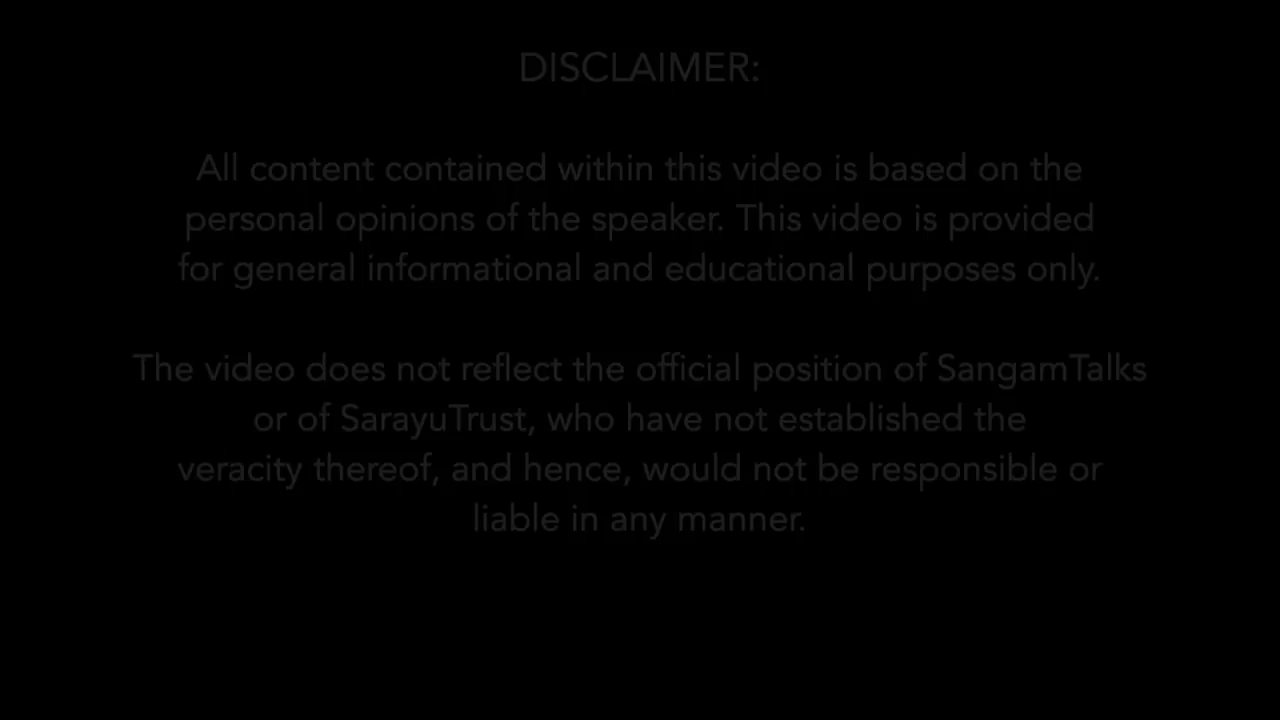 DISCLAIMER:
All content contained within this video is based on the
personal opinions of the speaker. This video is provided
for general informational and educational purposes only.
The video does not reflect the official position of SangamTalks
or of SarayuTrust, who have not established the
veracity thereof, and hence, would not be responsible or
liable in any manner.